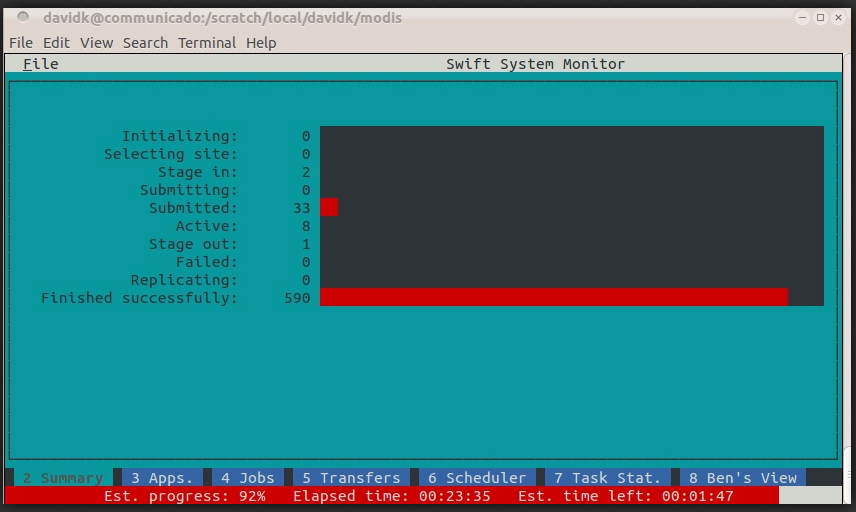 davidk@communicado:/scratch/local/davidk/modis
File Edit View Search Terminal Help
File Swift System Monitor
Initializing: 0
Selecting site: 0
Stage in: 2
Submitting: 0
Submitted: 33
Active: 8
Stage out: 1
Failed: 0
Replicating: 0
Finished successfully: 590
2 Summary 3 Apps. 4 Jobs 5 Transfers 6 Scheduler 7 Task Stat. 8 Ben's View
Est. progress: 92% Elapsed time: 00:23:35 Est. time left: 00:01:47